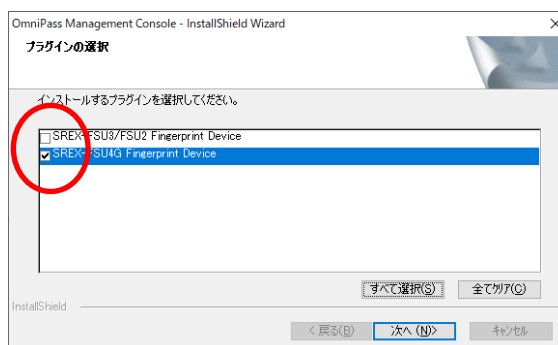 OmniPass Management Console - InstallShield Wizard
プラグインの選択
インストールするプラグインを選択してください。
SREX-FSU3/FSU2 Fingerprint Device
SREX-FSU4G Fingerprint Device
すべて選択(S) 全てクリア(C)
InstallShield
< 戻る(B) 次へ (N)> キャンセル